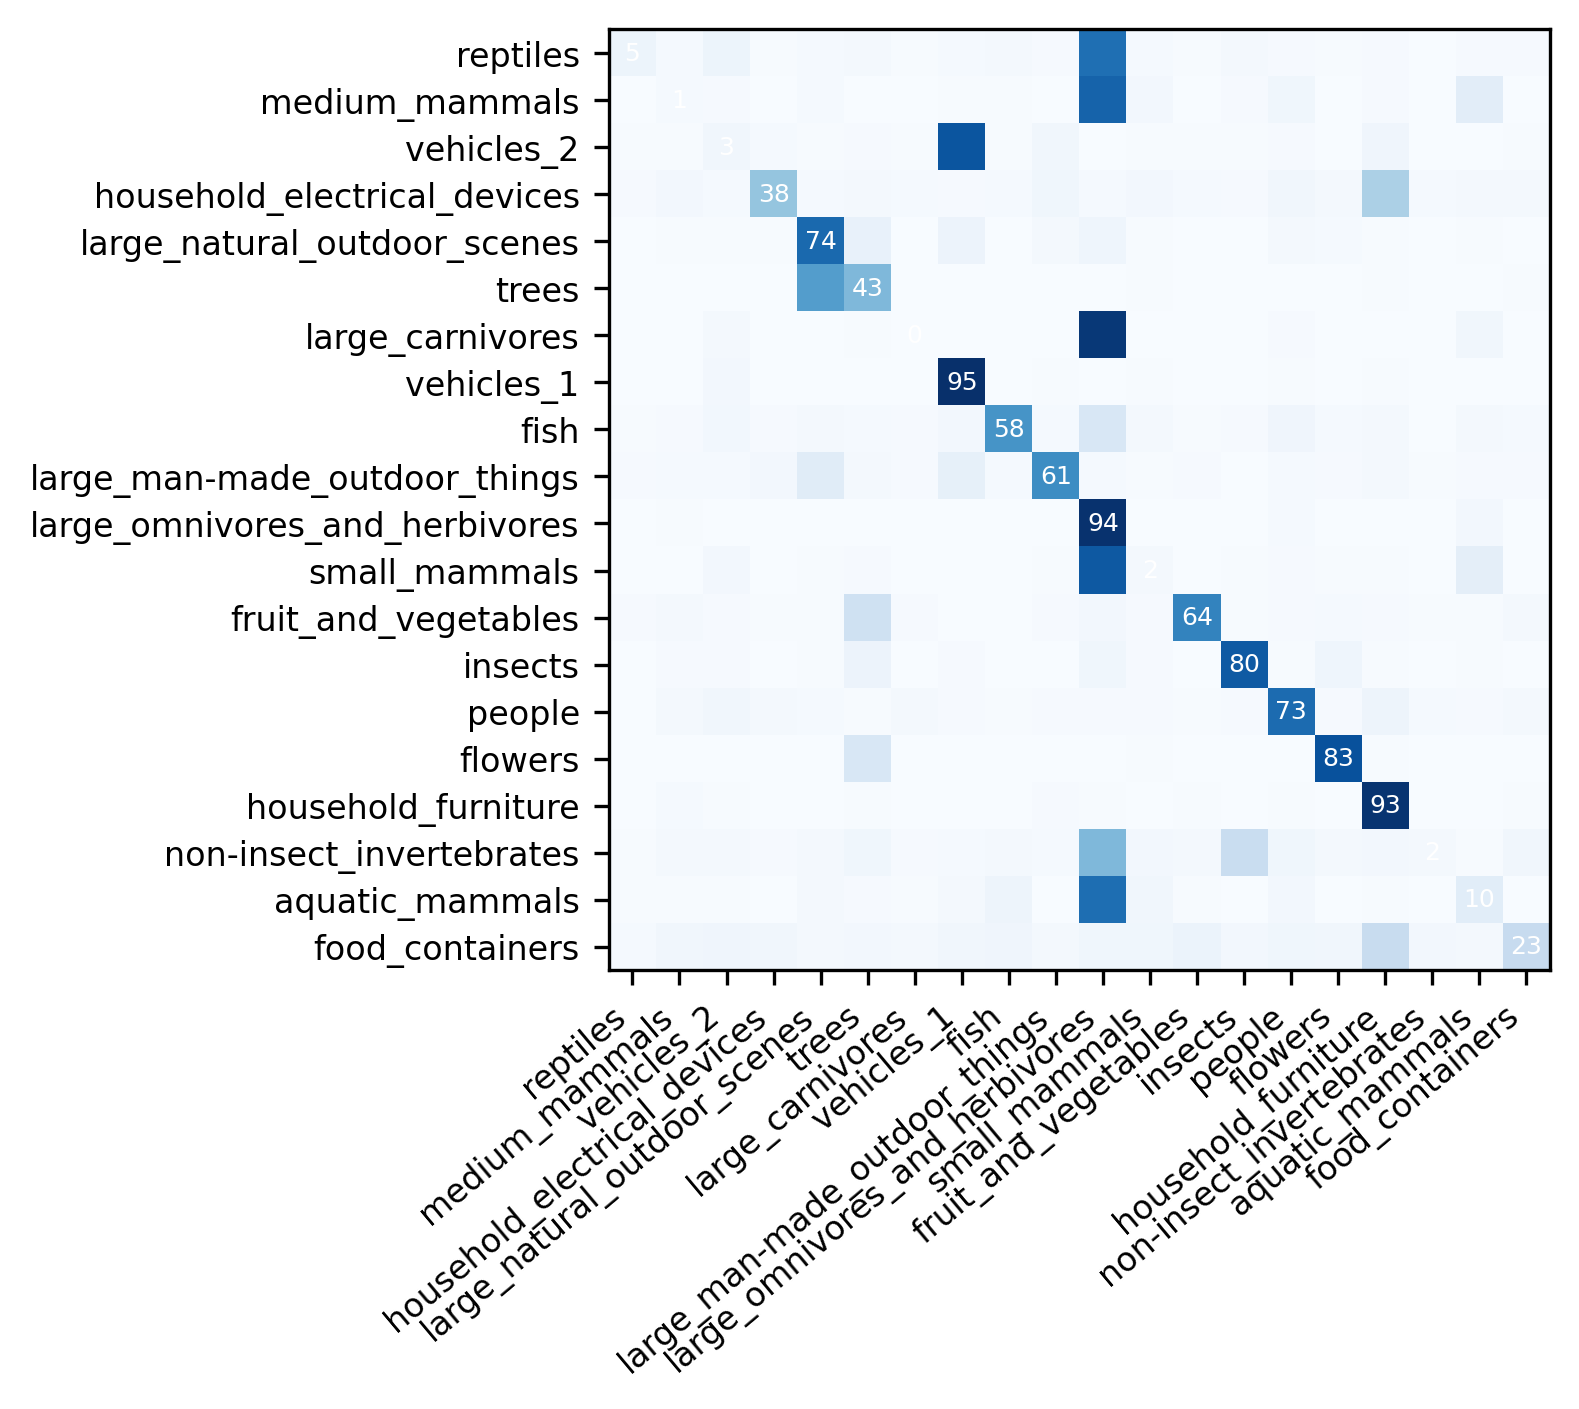 reptiles 5
medium_mammals 1
vehicles_2 3
household_electrical_devices 38
large_natural_outdoor_scenes 74
trees 43
large_carnivores 0
vehicles_1 95
fish 58
large_man-made_outdoor_things 61
large_omnivores_and_herbivores 94
small_mammals 2
fruit_and_vegetables 64
insects 80
people 73
flowers 83
household_furniture 93
non-insect_invertebrates 2
aquatic_mammals 10
food_containers 23
reptiles
medium_mammals
vehicles_2
household_electrical_devices
large_natural_outdoor_scenes
trees
large_carnivores
vehicles_1
fish
large_man-made_outdoor_things
large_omnivores_and_herbivores
small_mammals
fruit_and_vegetables
insects
people
flowers
household_furniture
non-insect_invertebrates
aquatic_mammals
food_containers